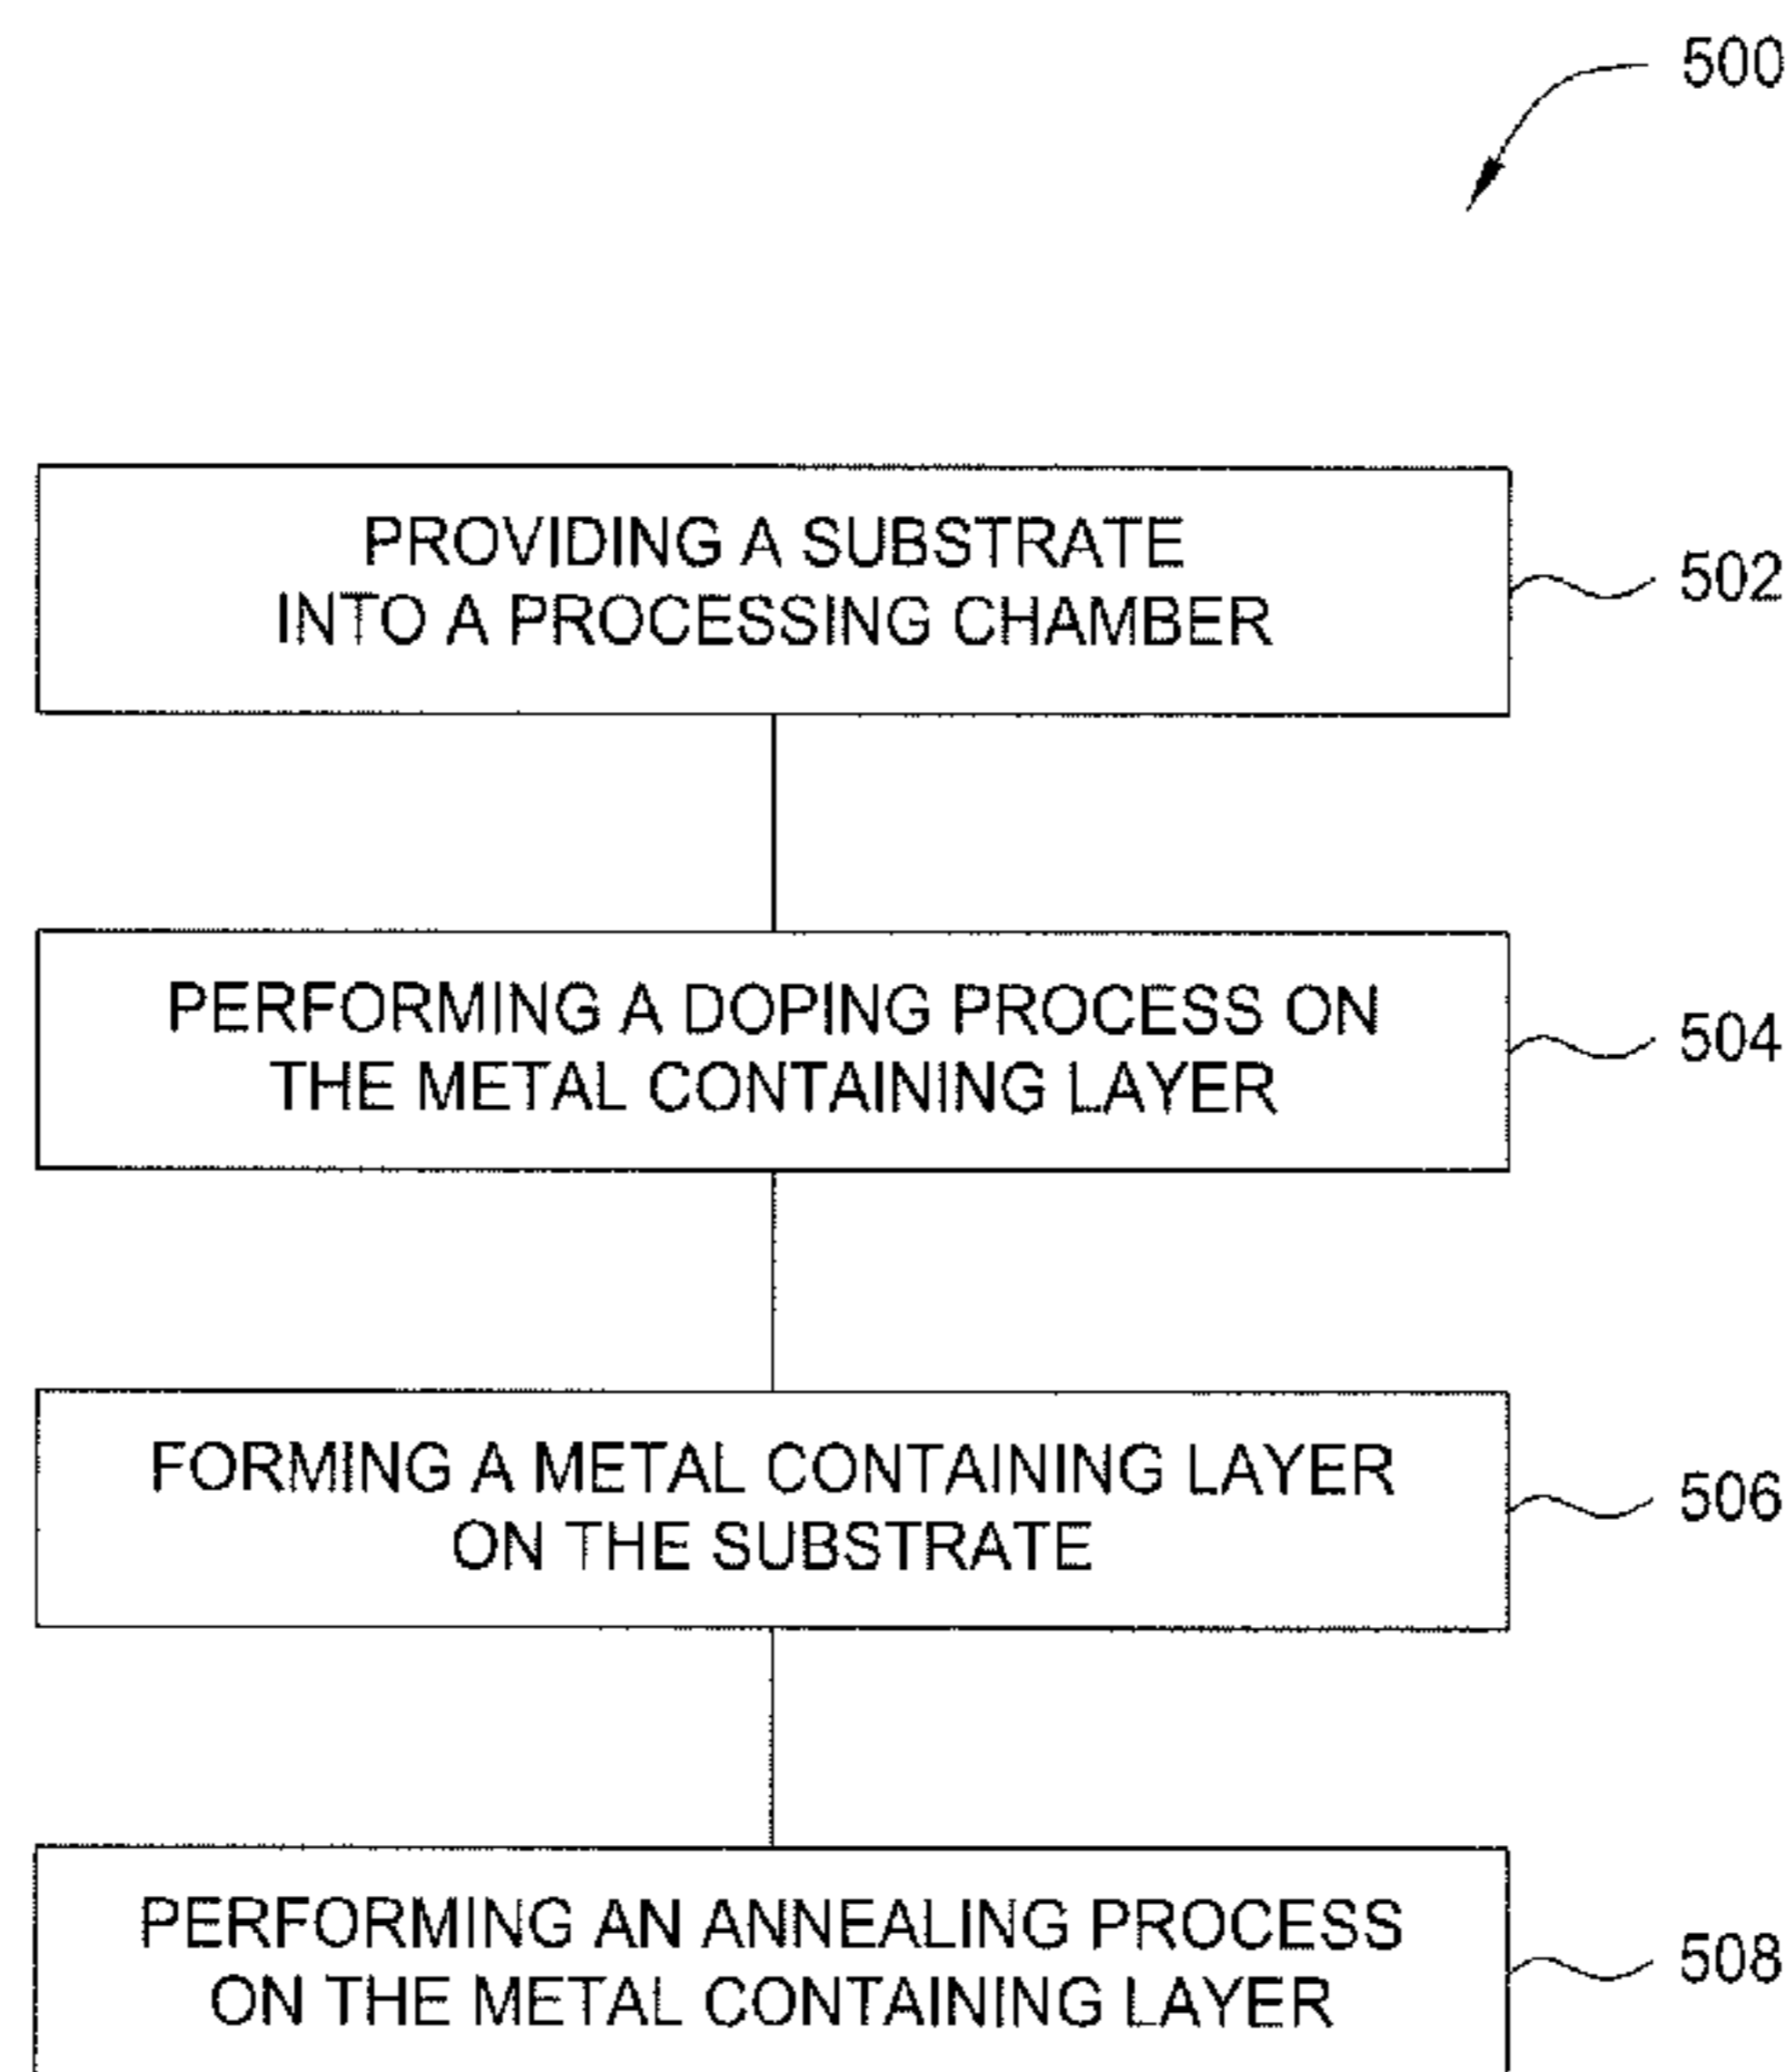 500
PROVIDING A SUBSTRATE
INTO A PROCESSING CHAMBER
502
PERFORMING A DOPING PROCESS ON
THE METAL CONTAINING LAYER
504
FORMING A METAL CONTAINING LAYER
ON THE SUBSTRATE
506
PERFORMING AN ANNEALING PROCESS
ON THE METAL CONTAINING LAYER
508